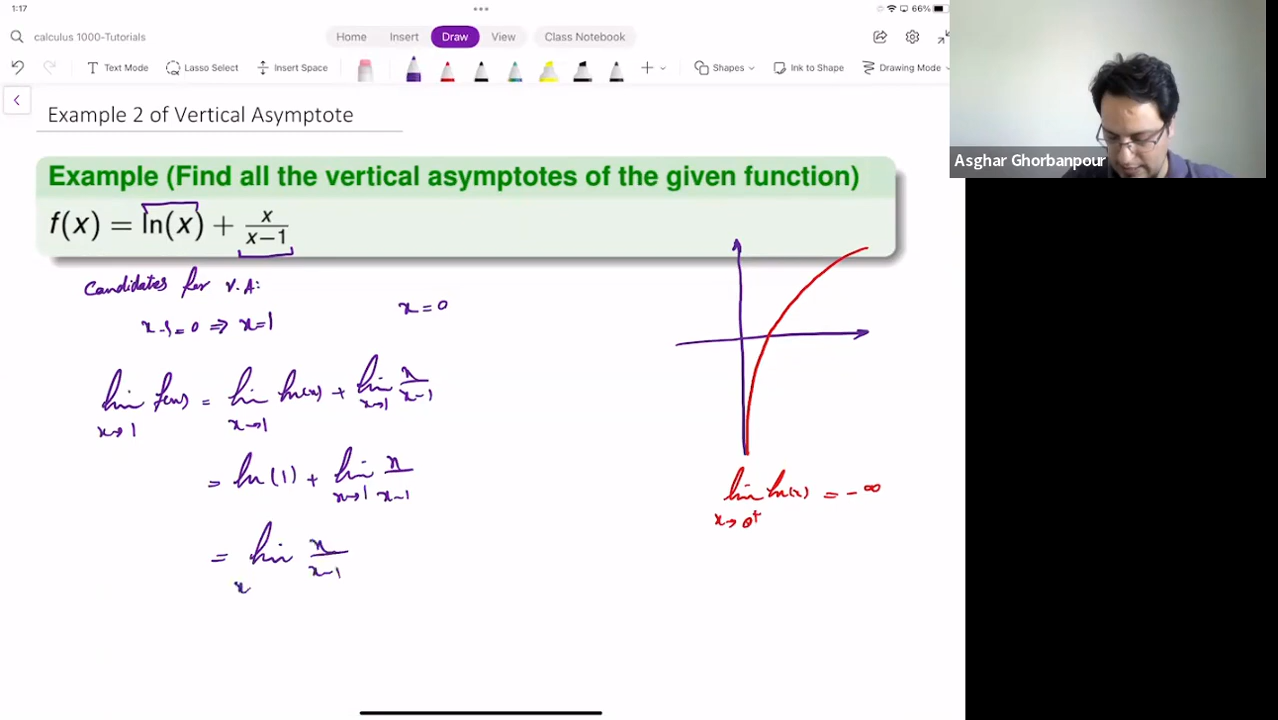 1:17
66%
calculus 1000-Tutorials
Home Insert Draw View Class Notebook
Text Mode Lasso Select Insert Space Shapes Ink to Shape Drawing Mode
Asghar Ghorbanpour
Example 2 of Vertical Asymptote
Example (Find all the vertical asymptotes of the given function)
f(x) = ln(x) + x/(x−1)
Candidates for V.A:
x-1=0 ⇒ x=1 x=0
lim x→1 f(x) = lim x→1 ln(x) + lim x→1 x/(x-1)
= ln(1) + lim x→1 x/(x-1)
= lim x x/(x-1)
lim x→0⁺ ln(x) = -∞